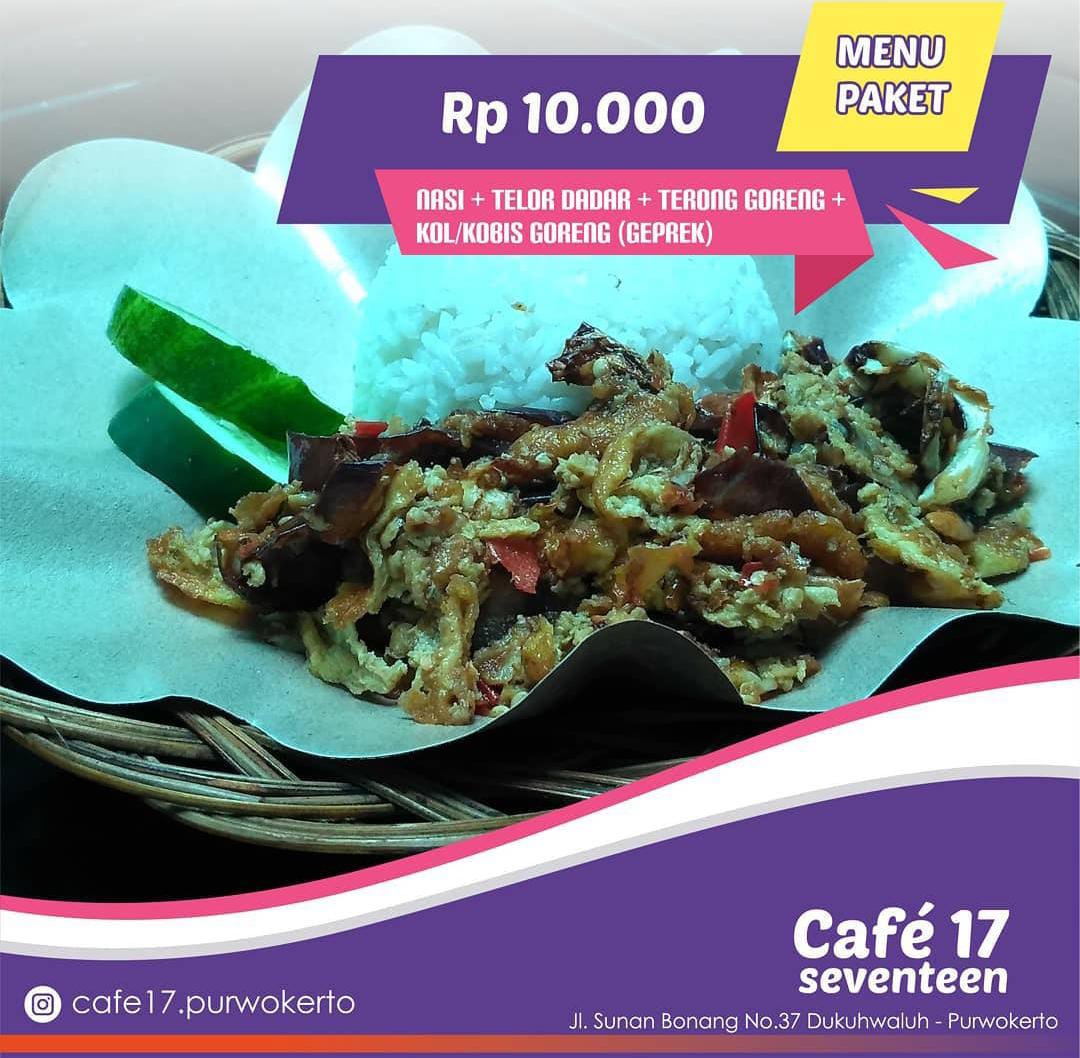 MENU
PAKET
Rp 10.000
NASI + TELOR DADAR + TERONG GORENG +
KOL/KOBIS GORENG (GEPREK)
Café 17
seventeen
cafe17.purwokerto
Jl. Sunan Bonang No.37 Dukuhwaluh - Purwokerto